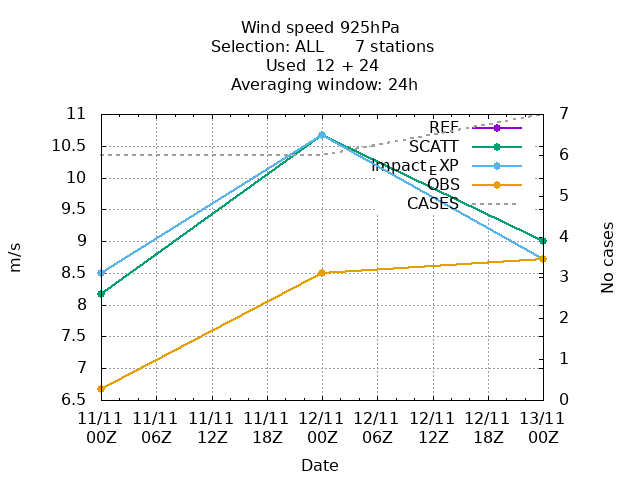 Wind speed 925hPa
Selection: ALL 7 stations
Used 12 + 24
Averaging window: 24h
11
10.5
10
9.5
9
8.5
8
7.5
7
6.5
m/s
REF
SCATT
impact_EXP
OBS
CASES
7
6
5
4
3
2
1
0
No cases
11/11 11/11 11/11 11/11 12/11 12/11 12/11 12/11 13/11
00Z 06Z 12Z 18Z 00Z 06Z 12Z 18Z 00Z
Date